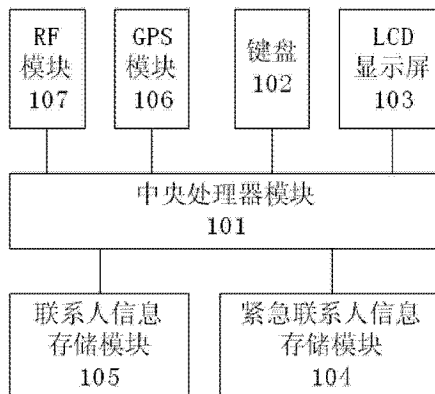 RF
模块
107
GPS
模块
106
键盘
102
LCD
显示屏
103
中央处理器模块
101
联系人信息
存储模块
105
紧急联系人信息
存储模块
104